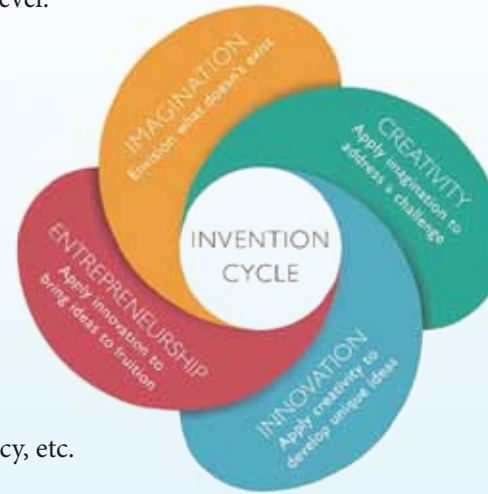 ever.
IMAGINATION
Envision what doesn't exist
CREATIVITY
Apply imagination to
address a challenge
INVENTION
CYCLE
ENTREPRENEURSHIP
Apply innovation to
bring ideas to fruition
INNOVATION
Apply creativity to
develop unique ideas
cy, etc.